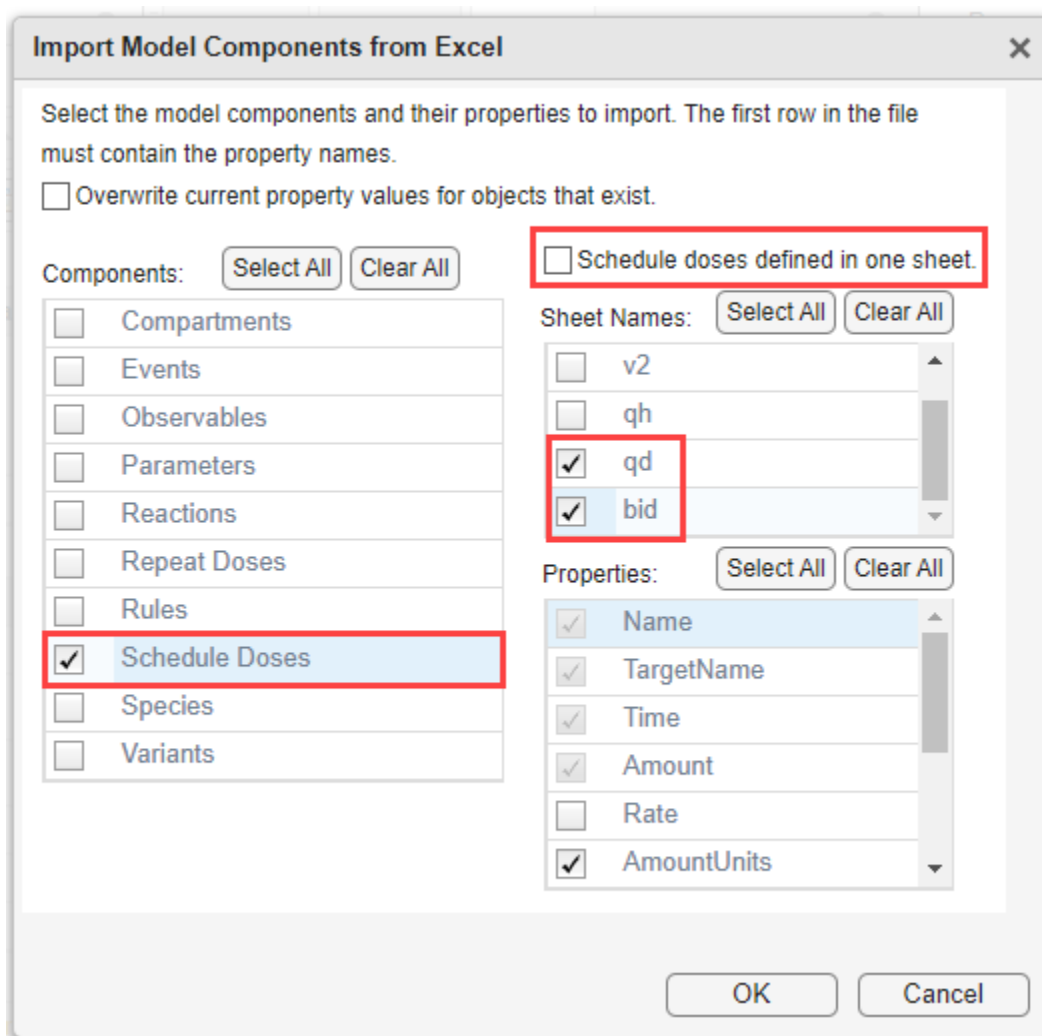 Import Model Components from Excel
Select the model components and their properties to import. The first row in the file
must contain the property names.
Overwrite current property values for objects that exist.
Components:
Select All
Clear All
Compartments
Events
Observables
Parameters
Reactions
Repeat Doses
Rules
Schedule Doses
Species
Variants
Schedule doses defined in one sheet.
Sheet Names:
Select All
Clear All
v2
qh
qd
bid
Properties:
Select All
Clear All
Name
TargetName
Time
Amount
Rate
AmountUnits
OK
Cancel